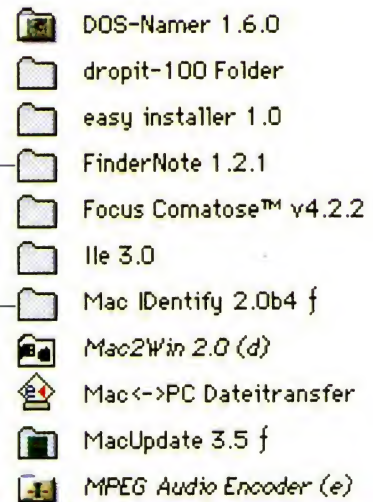 DOS-Namer 1.6.0
dropit-100 Folder
easy installer 1.0
FinderNote 1.2.1
Focus Comatose™ v4.2.2
Ile 3.0
Mac IDentify 2.0b4 ƒ
Mac2Win 2.0 (d)
Mac<->PC Dateitransfer
MacUpdate 3.5 ƒ
MPEG Audio Encoder (e)